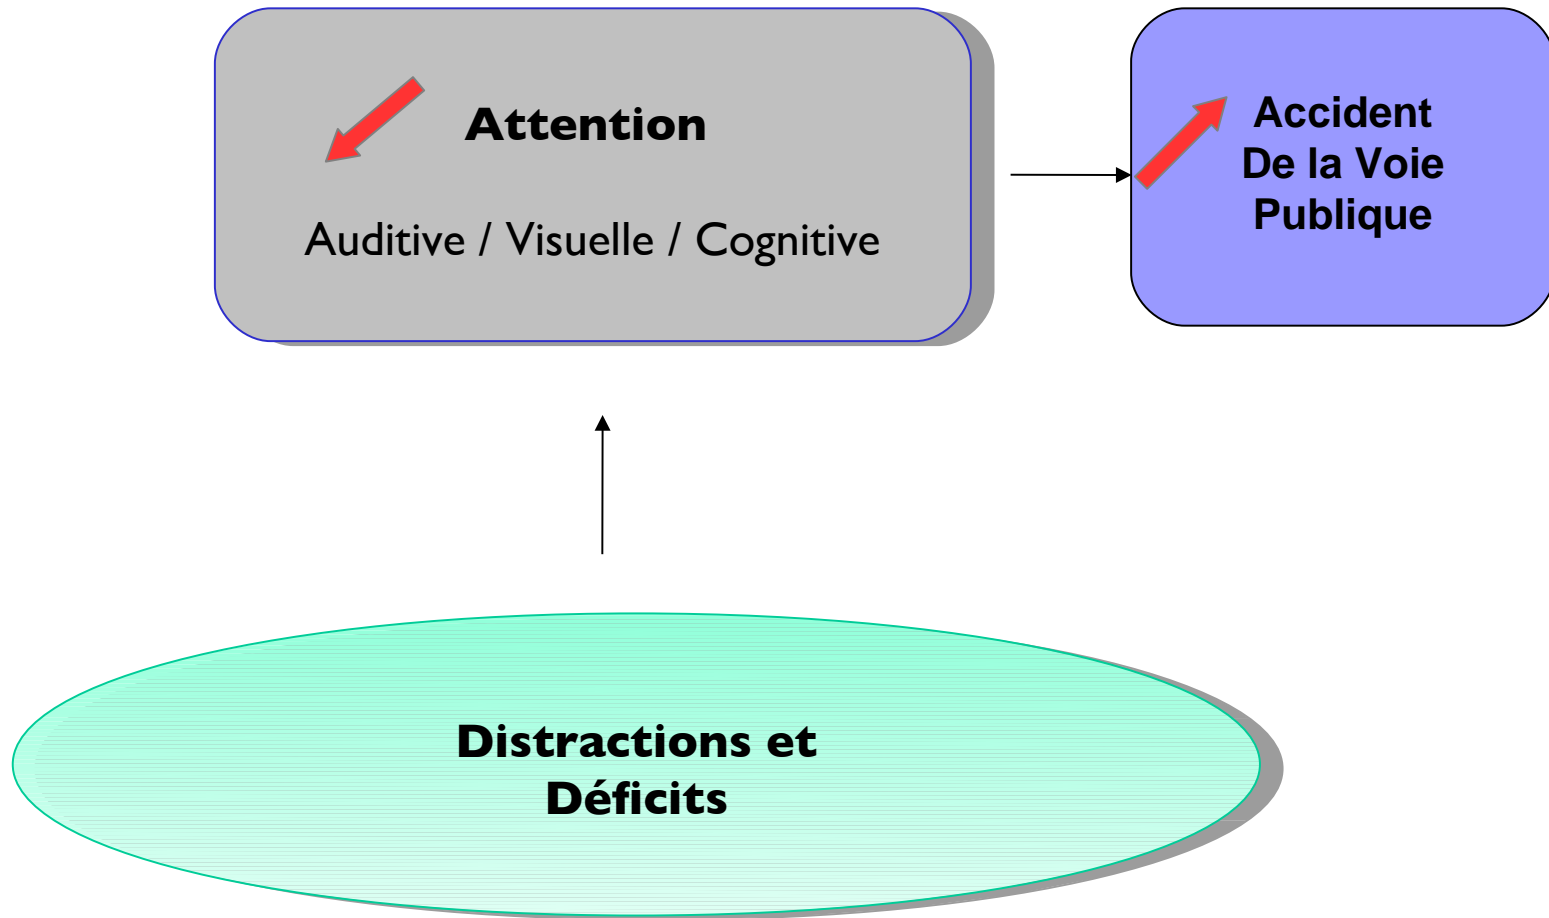 Attention
Auditive / Visuelle / Cognitive
Accident
De la Voie
Publique
Distractions et
Déficits